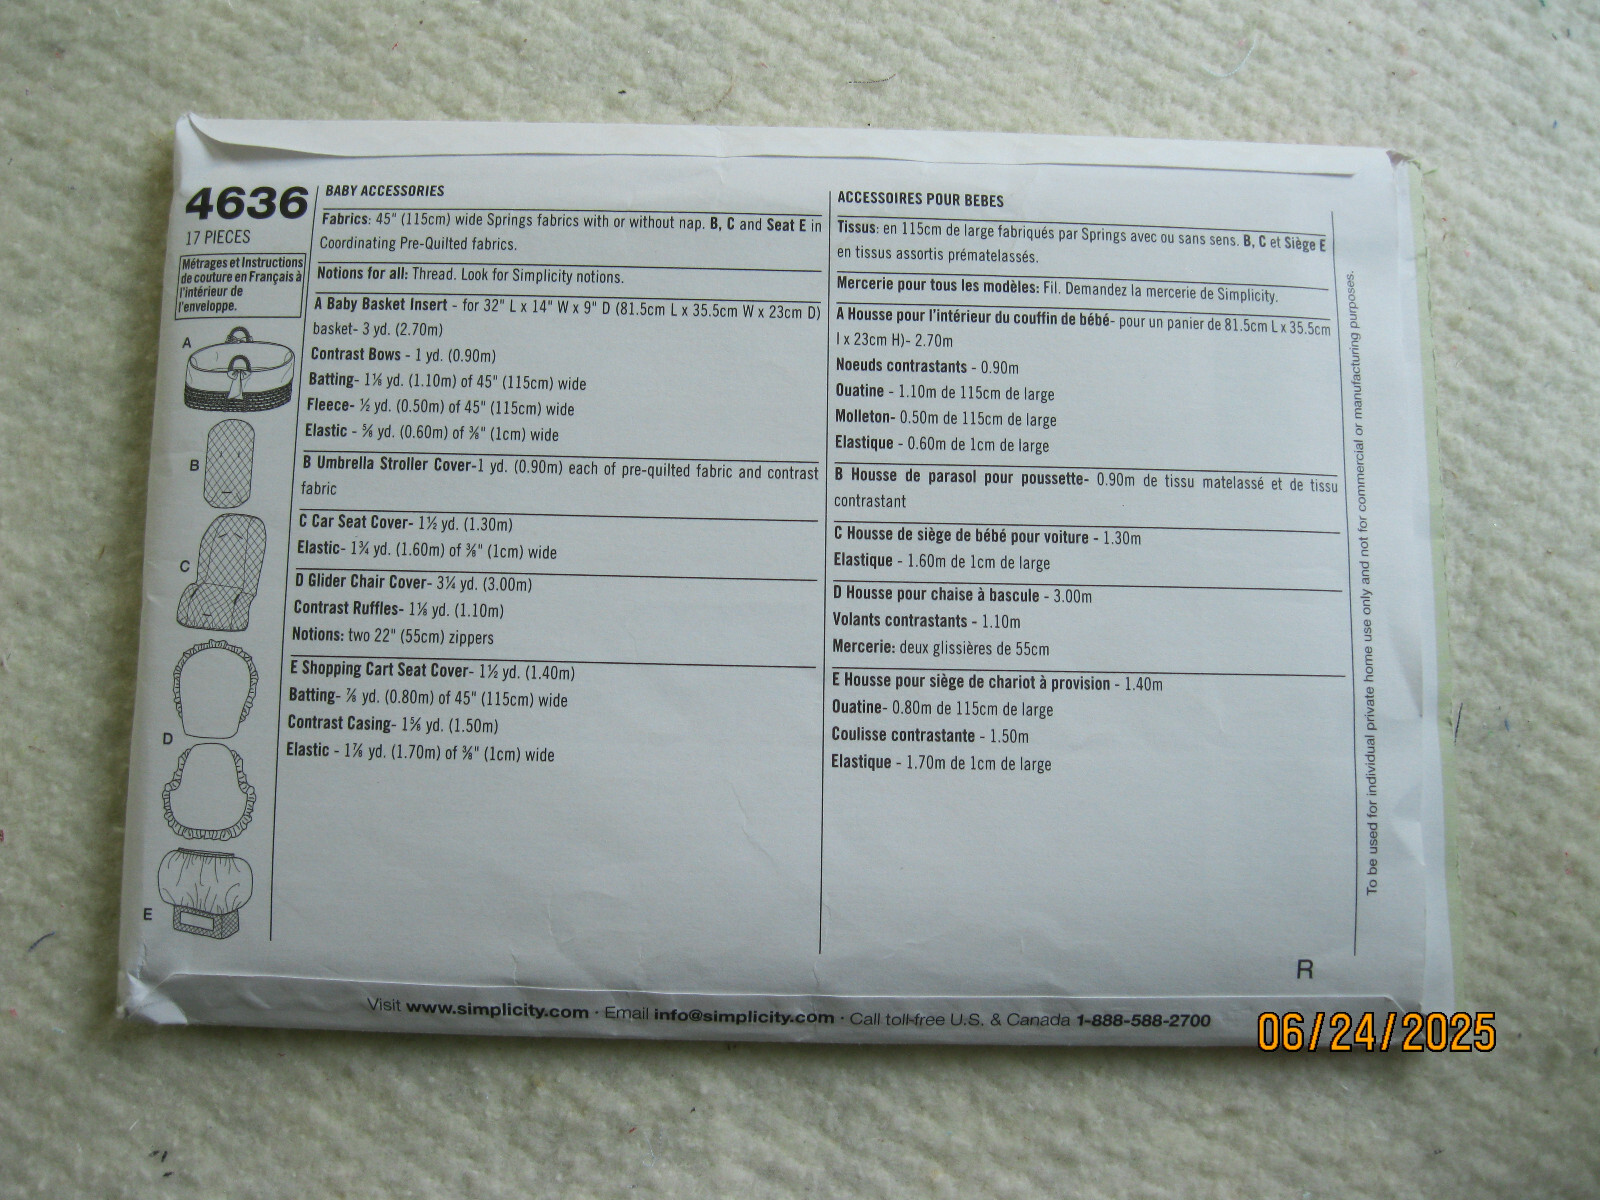 4636
17 PIECES
Métrages et Instructions
de couture en Français à
l'intérieur de
l'enveloppe.
A
B
C
D
E
BABY ACCESSORIES
Fabrics: 45" (115cm) wide Springs fabrics with or without nap. B, C and Seat E in
Coordinating Pre-Quilted fabrics.
Notions for all: Thread. Look for Simplicity notions.
A Baby Basket Insert - for 32" L x 14" W x 9" D (81.5cm L x 35.5cm W x 23cm D)
basket- 3 yd. (2.70m)
Contrast Bows - 1 yd. (0.90m)
Batting- 1⅛ yd. (1.10m) of 45" (115cm) wide
Fleece- ½ yd. (0.50m) of 45" (115cm) wide
Elastic - ⅝ yd. (0.60m) of ⅜" (1cm) wide
B Umbrella Stroller Cover-1 yd. (0.90m) each of pre-quilted fabric and contrast
fabric
C Car Seat Cover- 1½ yd. (1.30m)
Elastic- 1¾ yd. (1.60m) of ⅜" (1cm) wide
D Glider Chair Cover- 3¼ yd. (3.00m)
Contrast Ruffles- 1⅛ yd. (1.10m)
Notions: two 22" (55cm) zippers
E Shopping Cart Seat Cover- 1½ yd. (1.40m)
Batting- ⅞ yd. (0.80m) of 45" (115cm) wide
Contrast Casing- 1⅝ yd. (1.50m)
Elastic - 1⅞ yd. (1.70m) of ⅜" (1cm) wide
ACCESSOIRES POUR BEBES
Tissus: en 115cm de large fabriqués par Springs avec ou sans sens. B, C et Siège E
en tissus assortis prématelassés.
Mercerie pour tous les modèles: Fil. Demandez la mercerie de Simplicity.
A Housse pour l'intérieur du couffin de bébé- pour un panier de 81.5cm L x 35.5cm
l x 23cm H)- 2.70m
Noeuds contrastants - 0.90m
Ouatine - 1.10m de 115cm de large
Molleton- 0.50m de 115cm de large
Elastique - 0.60m de 1cm de large
B Housse de parasol pour poussette- 0.90m de tissu matelassé et de tissu
contrastant
C Housse de siège de bébé pour voiture - 1.30m
Elastique - 1.60m de 1cm de large
D Housse pour chaise à bascule - 3.00m
Volants contrastants - 1.10m
Mercerie: deux glissières de 55cm
E Housse pour siège de chariot à provision - 1.40m
Ouatine- 0.80m de 115cm de large
Coulisse contrastante - 1.50m
Elastique - 1.70m de 1cm de large
To be used for individual private home use only and not for commercial or manufacturing purposes.
R
Visit www.simplicity.com · Email info@simplicity.com · Call toll-free U.S. & Canada 1-888-588-2700
06/24/2025